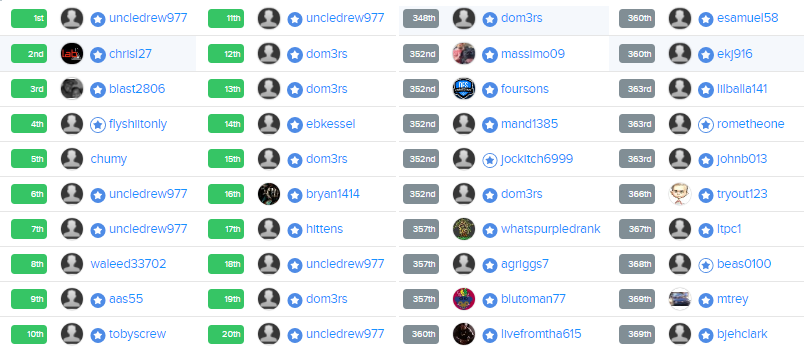 1st uncledrew977
2nd chrisl27
3rd blast2806
4th flyshiitonly
5th chumy
6th uncledrew977
7th uncledrew977
8th waleed33702
9th aas55
10th tobyscrew
11th uncledrew977
12th dom3rs
13th dom3rs
14th ebkessel
15th dom3rs
16th bryan1414
17th hittens
18th uncledrew977
19th dom3rs
20th uncledrew977
348th dom3rs
352nd massimo09
352nd foursons
352nd mand1385
352nd jockitch6999
352nd dom3rs
357th whatspurpledrank
357th agriggs7
357th blutoman77
360th livefromtha615
360th esamuel58
360th ekj916
363rd lilballa141
363rd rometheone
363rd johnb013
366th tryout123
367th ltpc1
368th beas0100
369th mtrey
369th bjehclark